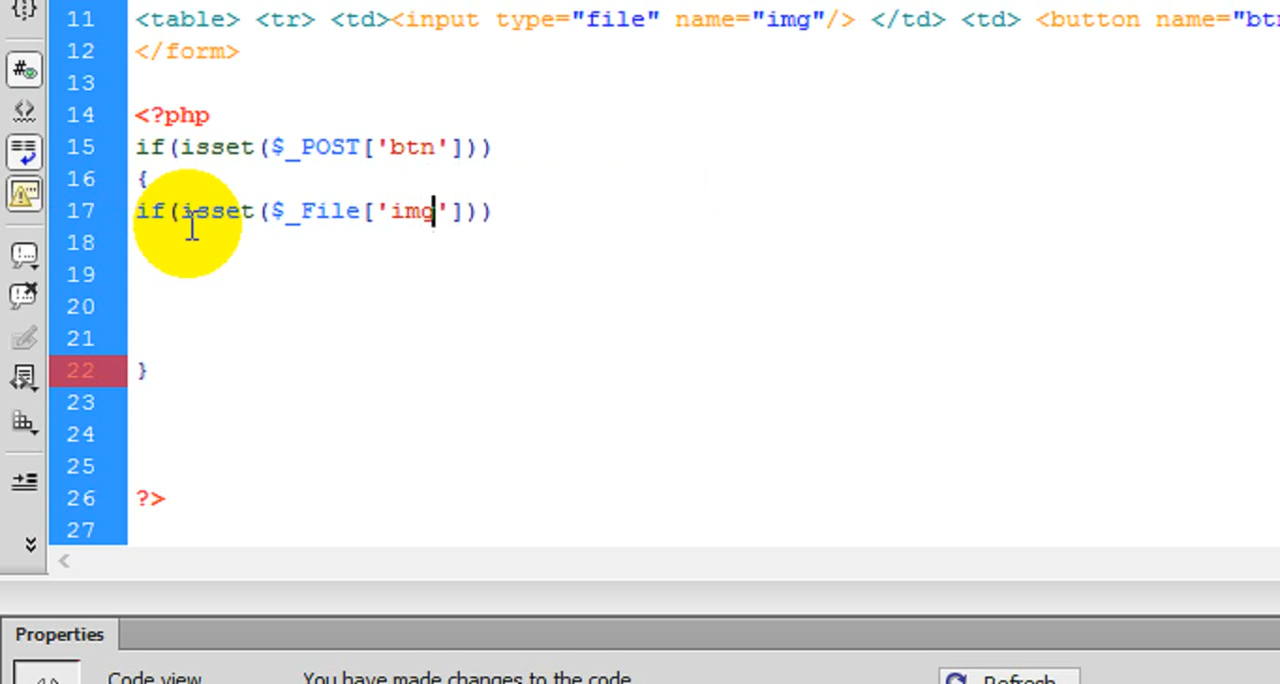 11 <table> <tr> <td><input type="file" name="img"/> </td> <td> <button name="bt
12 </form>
13
14 <?php
15 if(isset($_POST['btn']))
16 {
17 if(isset($_File['img']))
18
19
20
21
22 }
23
24
25
26 ?>
27
Properties
Code view You have made changes to the code. Refresh